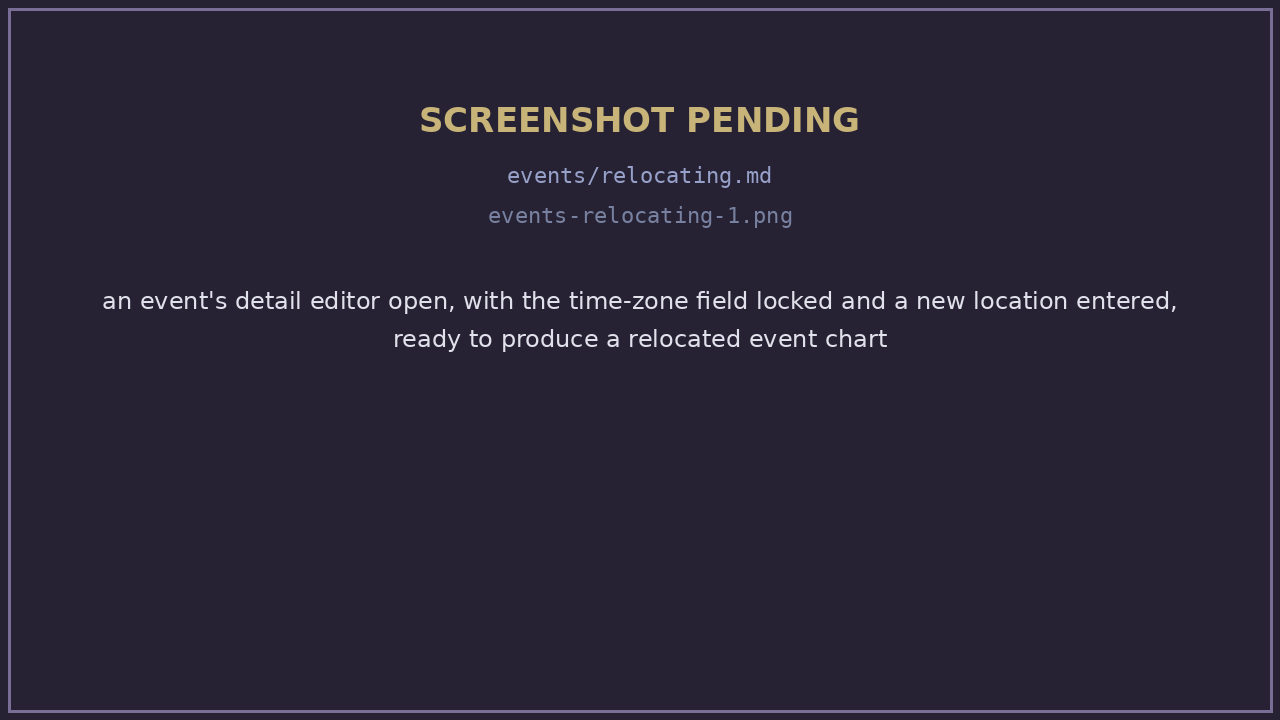 SCREENSHOT PENDING
events/relocating.md
events-relocating-1.png
an event's detail editor open, with the time-zone field locked and a new location entered,
ready to produce a relocated event chart